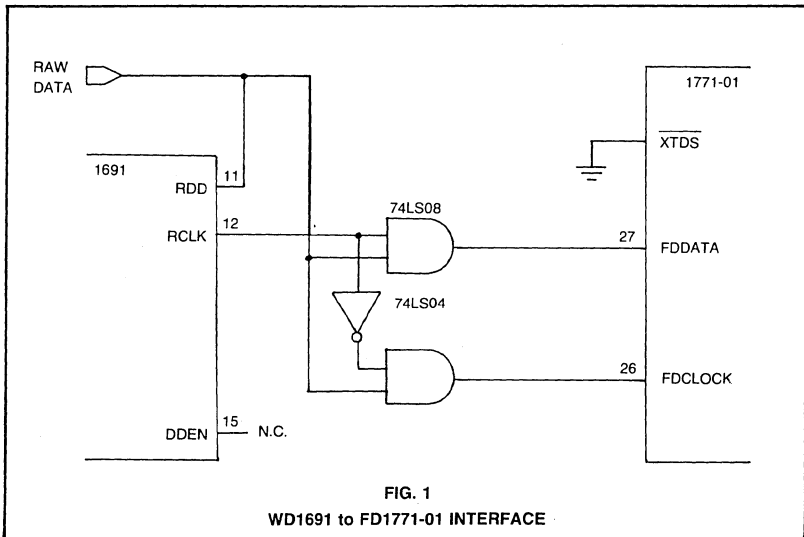 RAW
DATA
1771-01
XTDS
1691
11
RDD
74LS08
12
RCLK
27
FDDATA
74LS04
26
FDCLOCK
15
DDEN
N.C.
FIG. 1
WD1691 to FD1771-01 INTERFACE